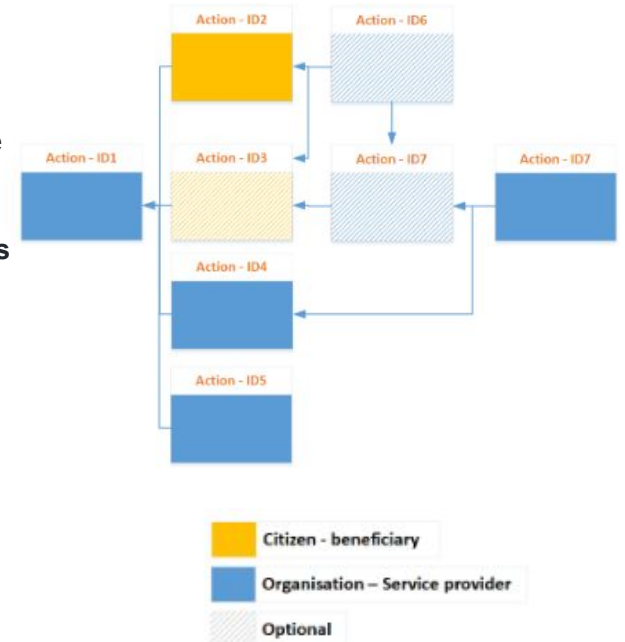 Action - ID2
Action - ID6
Action - ID1
Action - ID3
Action - ID7
Action - ID7
s
Action - ID4
Action - ID5
Citizen - beneficiary
Organisation – Service provider
Optional